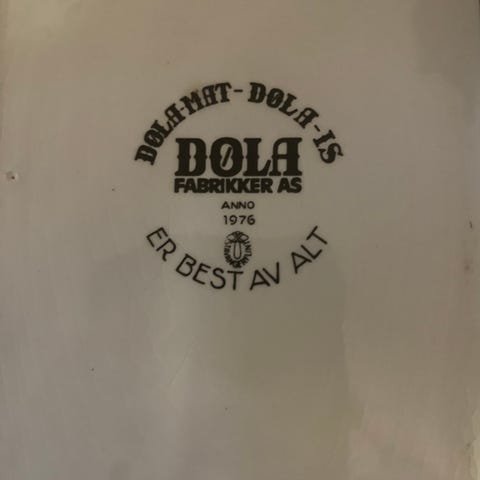 DØLA-MAT-DØLA-IS
DØLA
FABRIKKER AS
ANNO
1976
ER BEST AV ALT